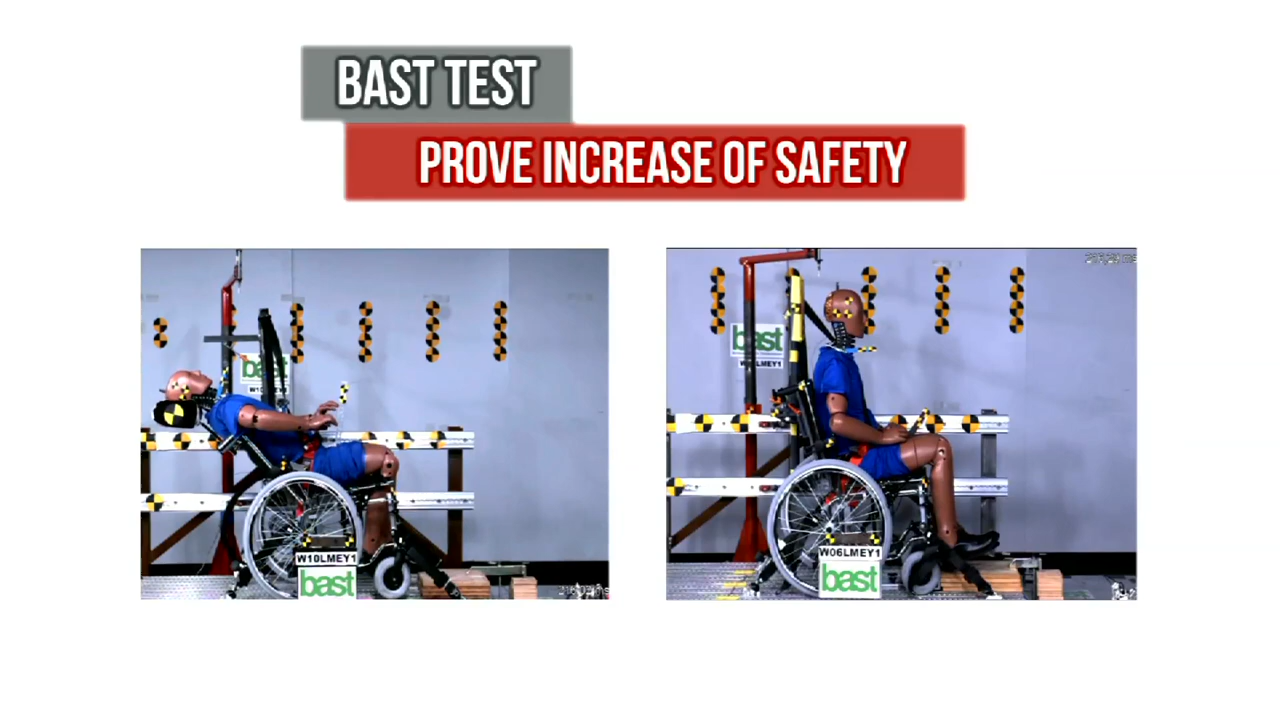 BAST TEST
PROVE INCREASE OF SAFETY
bast
W10LMEY1
bast
bast
W06LMEY1
bast